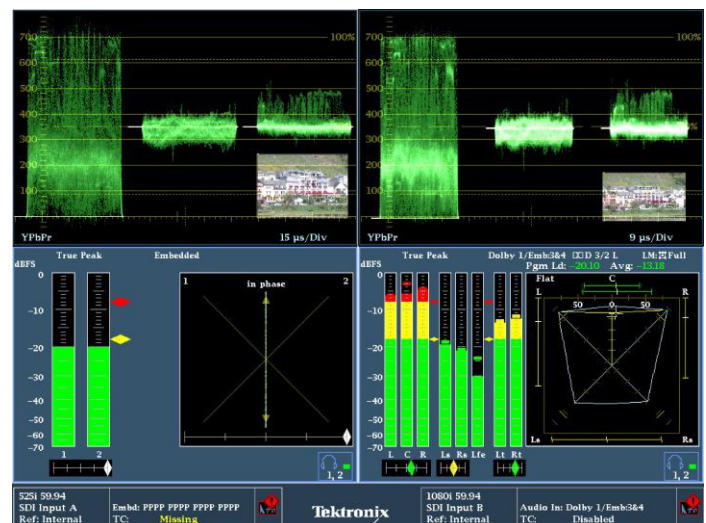 700
600
500
400
300
200
100
100%
YPbPr
15 µs/Div
700
600
500
400
300
200
100
100%
YPbPr
9 µs/Div
True Peak
Embedded
dBFS
0
-10
-20
-30
-40
-50
-60
-70
1
2
1
2
in phase
1, 2
True Peak
Dolby 1/Emb:3&4
D 3/2 L
LM: Full
Pgm Ld: -20.10 Avg: -13.18
dBFS
0
-10
-20
-30
-40
-50
-60
-70
L C R Ls Rs Lfe Lt Rt
Flat
C
L
R
50 0 50
Ls
Rs
1, 2
525i 59.94
SDI Input A
Ref: Internal
Embd: PPPP PPPP PPPP PPPP
TC: Missing
Tektronix
1080i 59.94
SDI Input B
Ref: Internal
Audio In: Dolby 1/Emb:3&4
TC: Disabled